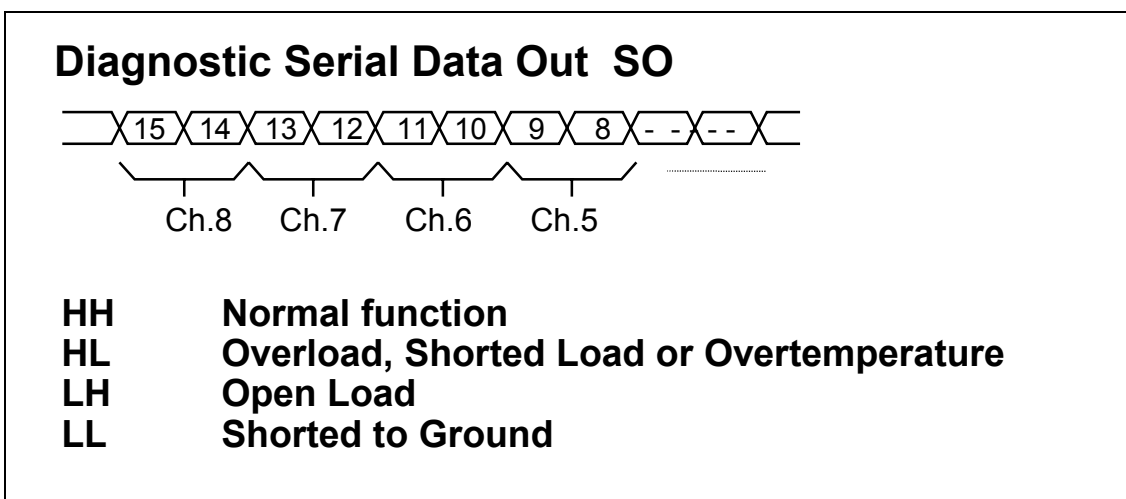 Diagnostic Serial Data Out SO
15 14 13 12 11 10 9 8 - - - -
Ch.8 Ch.7 Ch.6 Ch.5
HH Normal function
HL Overload, Shorted Load or Overtemperature
LH Open Load
LL Shorted to Ground